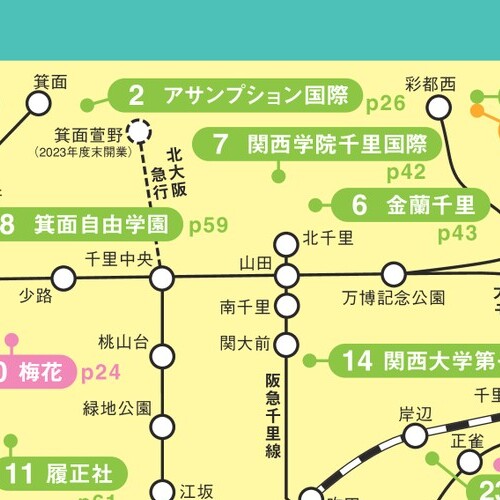 箕面
2 アサンプション国際
p26
彩都西
箕面萱野
(2023年度末開業)
北大阪
急行
7 関西学院千里国際
p42
6 金蘭千里
p43
8 箕面自由学園
p59
千里中央
北千里
山田
少路
万博記念公園
南千里
桃山台
関大前
梅花
p24
14 関西大学第一
阪急千里線
緑地公園
千里
岸辺
正雀
11 履正社
江坂